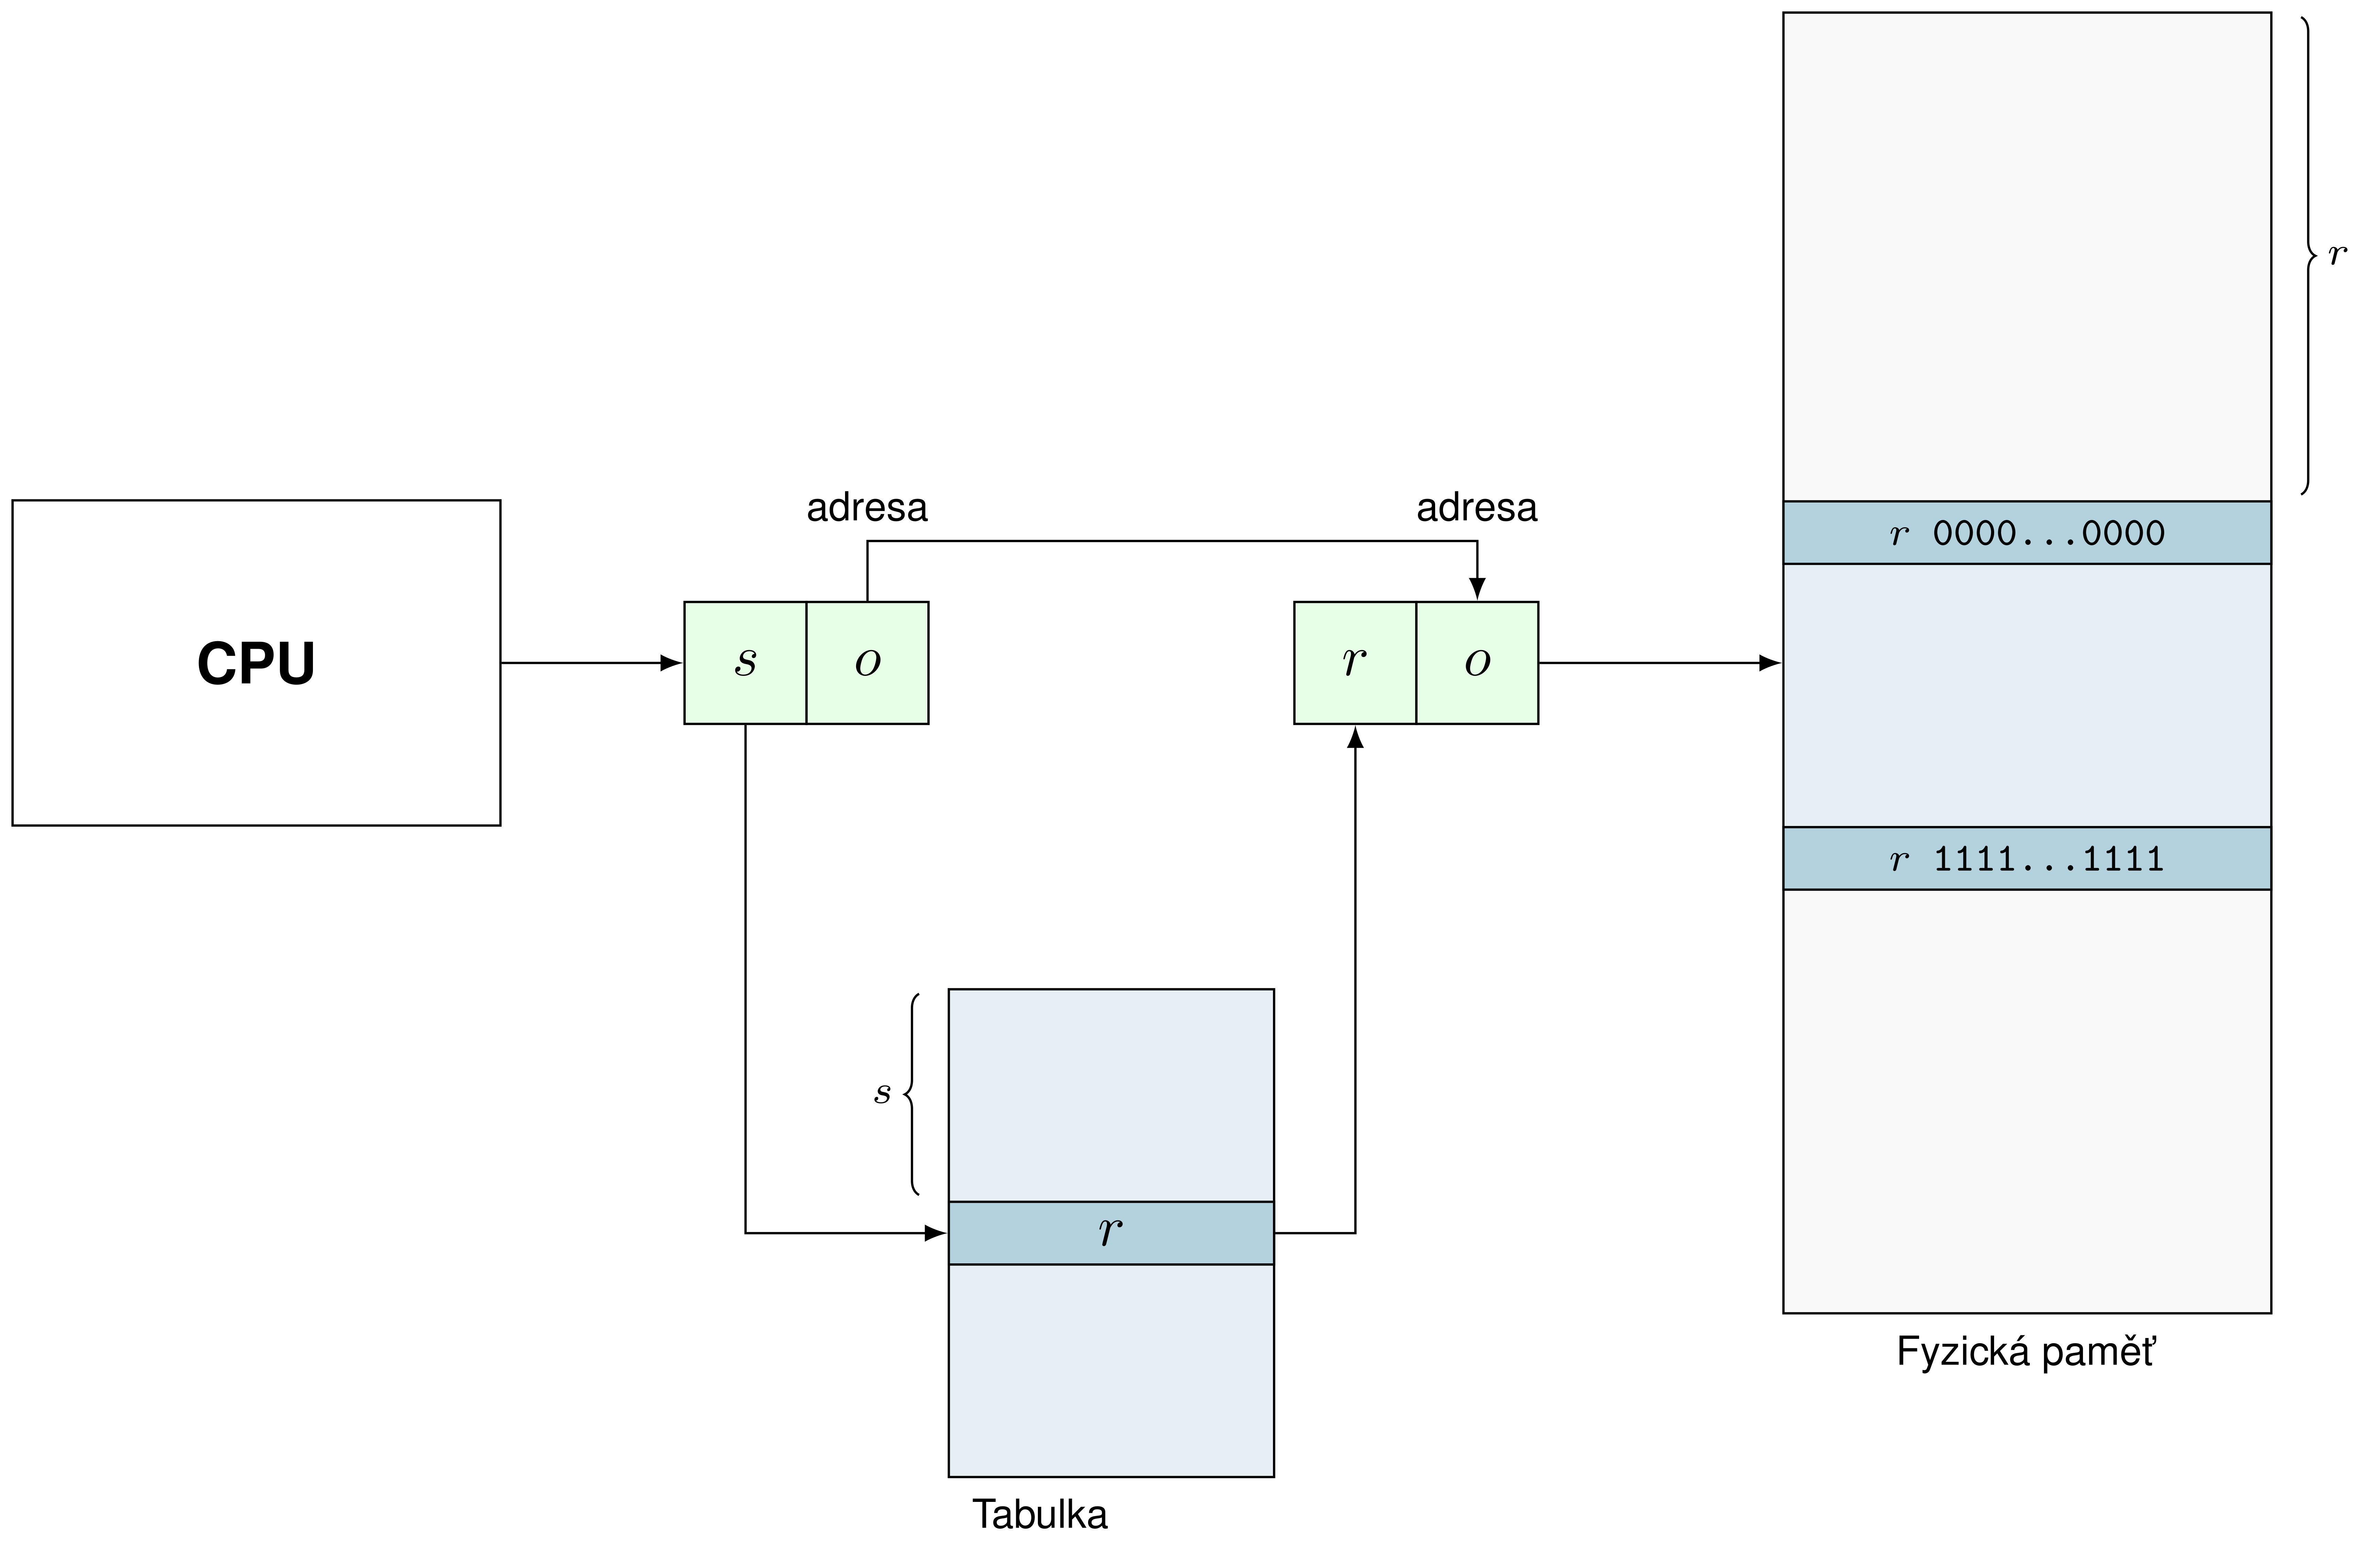 r
adresa adresa
r 0000...0000
CPU
s o
r o
r 1111...1111
s
r
Fyzická paměť
Tabulka